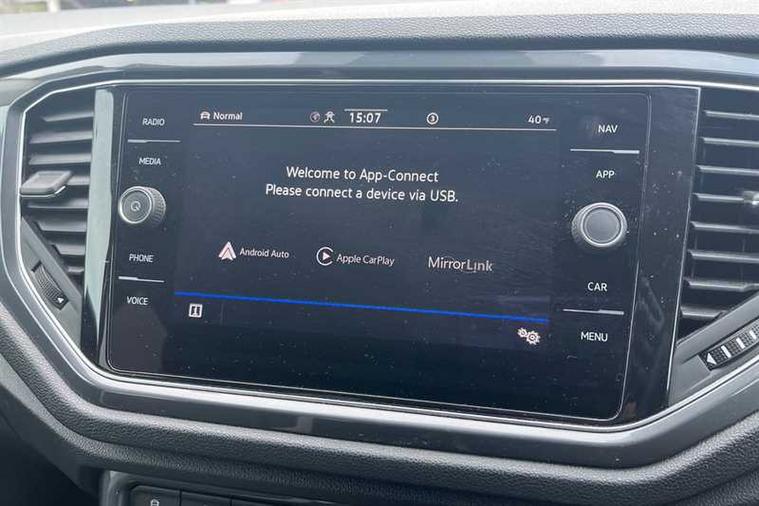 RADIO
MEDIA
PHONE
VOICE
Normal
15:07
3
40°F
Welcome to App-Connect
Please connect a device via USB.
Android Auto
Apple CarPlay
MirrorLink
NAV
APP
CAR
MENU